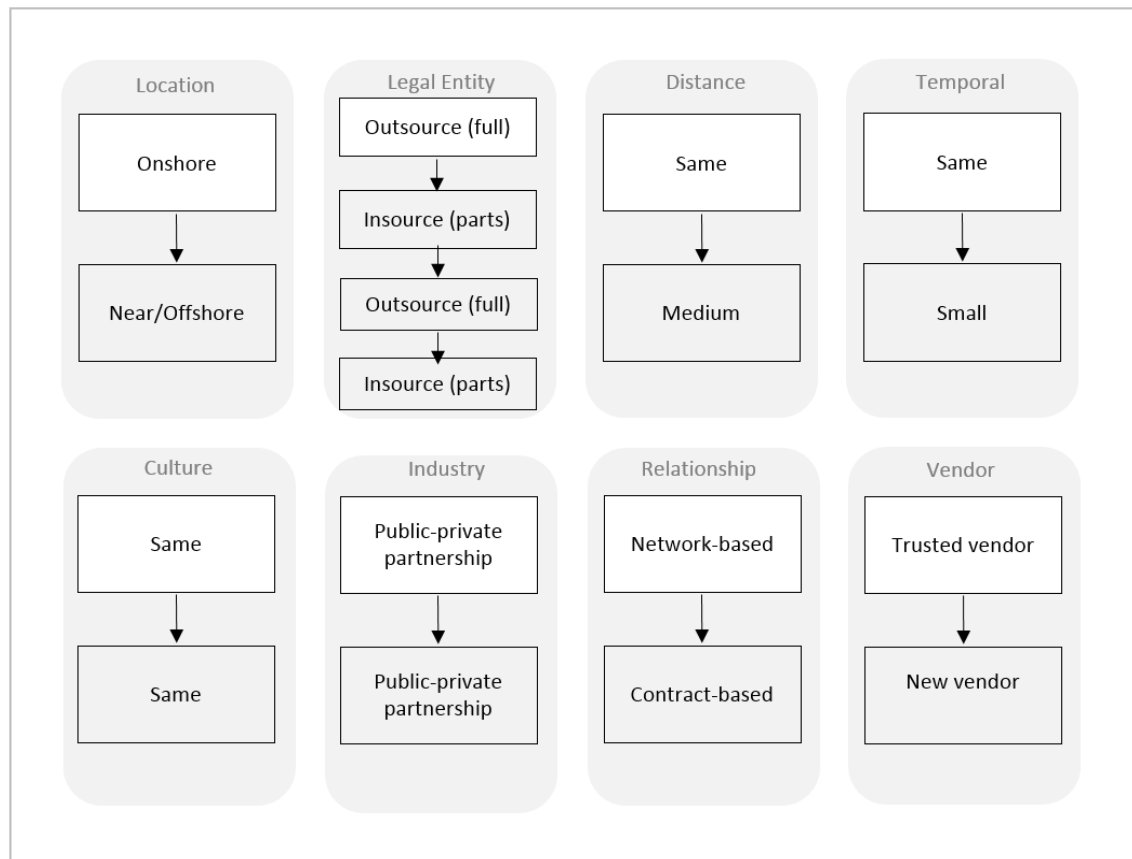 Location
Onshore
Near/Offshore
Legal Entity
Outsource (full)
Insource (parts)
Outsource (full)
Insource (parts)
Distance
Same
Medium
Temporal
Same
Small
Culture
Same
Same
Industry
Public-private
partnership
Public-private
partnership
Relationship
Network-based
Contract-based
Vendor
Trusted vendor
New vendor